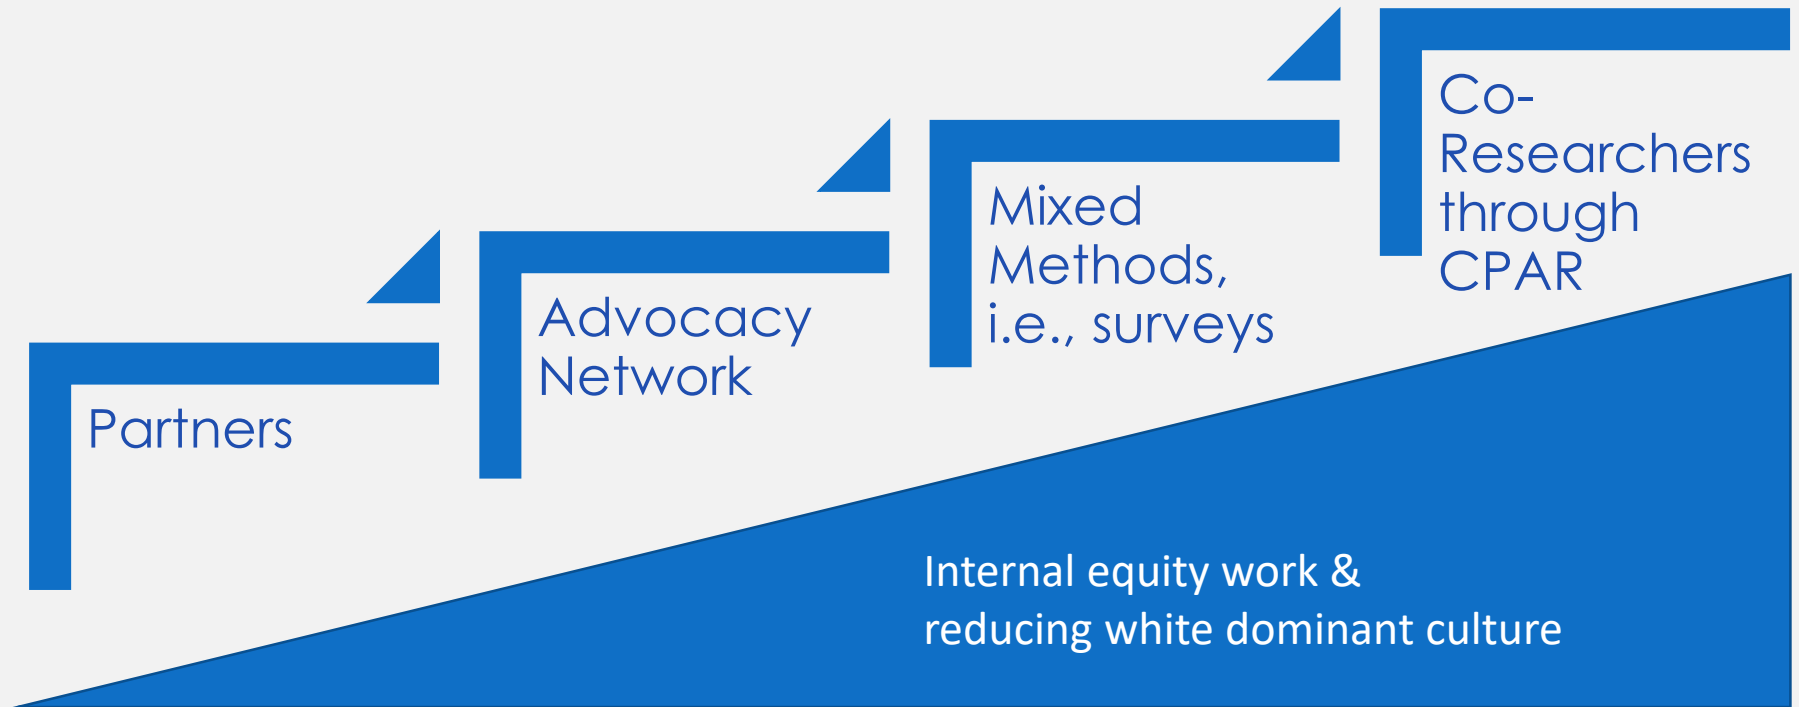 Partners
Advocacy
Network
Mixed
Methods,
i.e., surveys
Co-
Researchers
through
CPAR
Internal equity work &
reducing white dominant culture